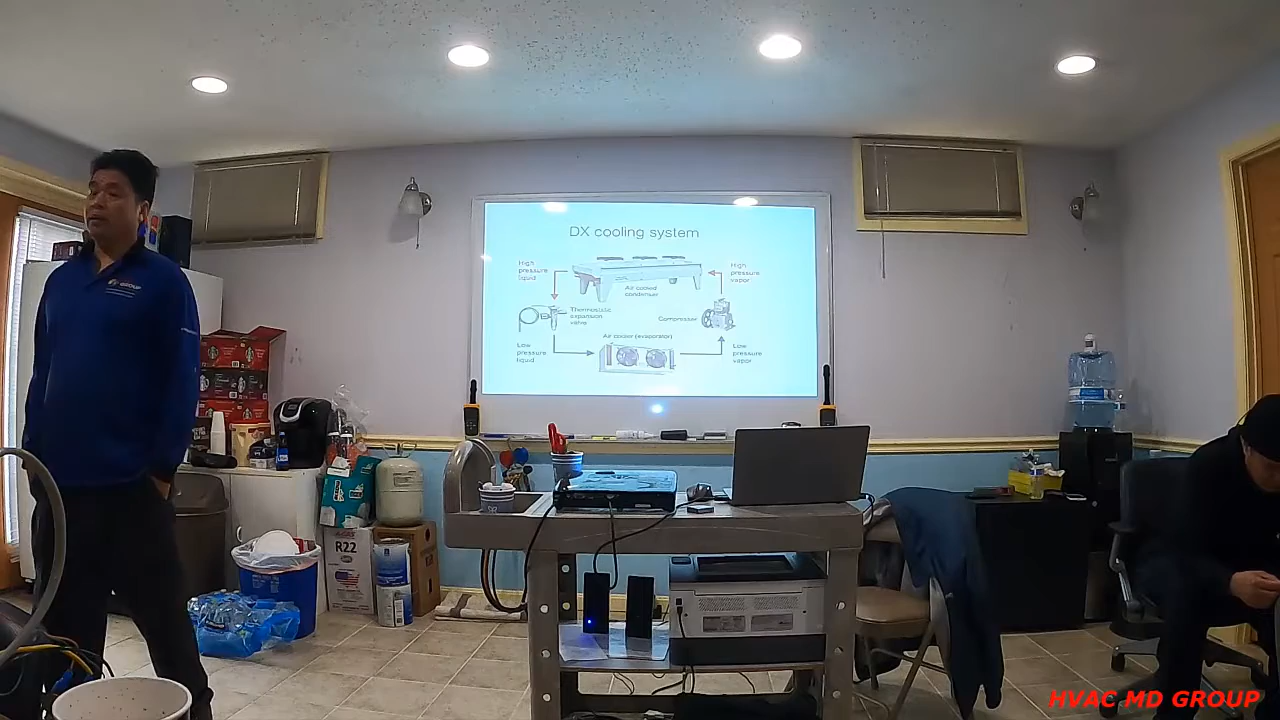 DX cooling system
High
pressure
liquid
High
pressure
vapor
Air cooled
condenser
Thermostatic
expansion
valve
Compressor
Air cooler (evaporator)
Low
pressure
liquid
Low
pressure
vapor
GROUP
R22
HVAC MD GROUP